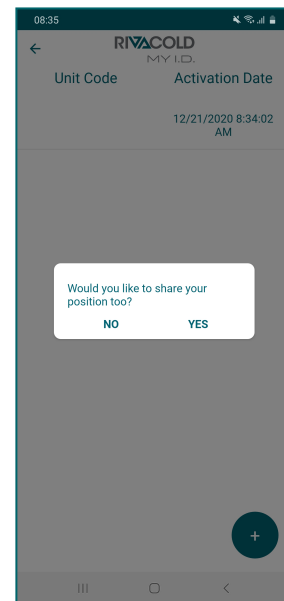 08:35
RIVACOLD
MY I.D.
Unit Code Activation Date
12/21/2020 8:34:02
AM
Would you like to share your
position too?
NO YES
+